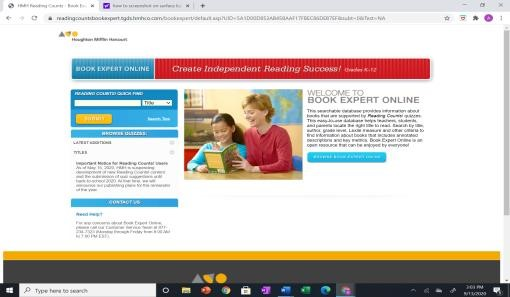 HMH Reading Counts! - Book Exp
how to screenshot on surface
readingcountsbookexpert.tgds.hmhco.com/bookexpert/default.asp?UID=
Houghton Mifflin Harcourt
BOOK EXPERT ONLINE
Create Independent Reading Success! Grades K-12
READING COUNTS! QUICK FIND
Title
SUBMIT
Search Tips
BROWSE QUIZZES:
LATEST ADDITIONS
TITLES
Important Notice for Reading Counts! Users
As of May 15, 2020, HMH is suspending
development of new Reading Counts! content
and the submission of quiz suggestions until
back-to-school 2020. At that time, we will
announce our publishing plans for the remainder
of the year.
CONTACT US
Need Help?
For any concerns about Book Expert Online,
please call our Customer Service Team at 877-
234-7323 (Monday through Friday from 8:00 AM
to 7:00 PM EST).
WELCOME TO
BOOK EXPERT ONLINE
This searchable database provides information about
books that are supported by Reading Counts! quizzes.
This easy-to-use database helps teachers, students,
and parents locate the right title to read. Search by title,
author, grade level, Lexile measure and other criteria to
find information about books that includes annotated
descriptions and key metrics. Book Expert Online is an
open resource that can be enjoyed by everyone!
BROWSE BOOK EXPERT ONLINE
Type here to search
3:03 PM
9/13/2020